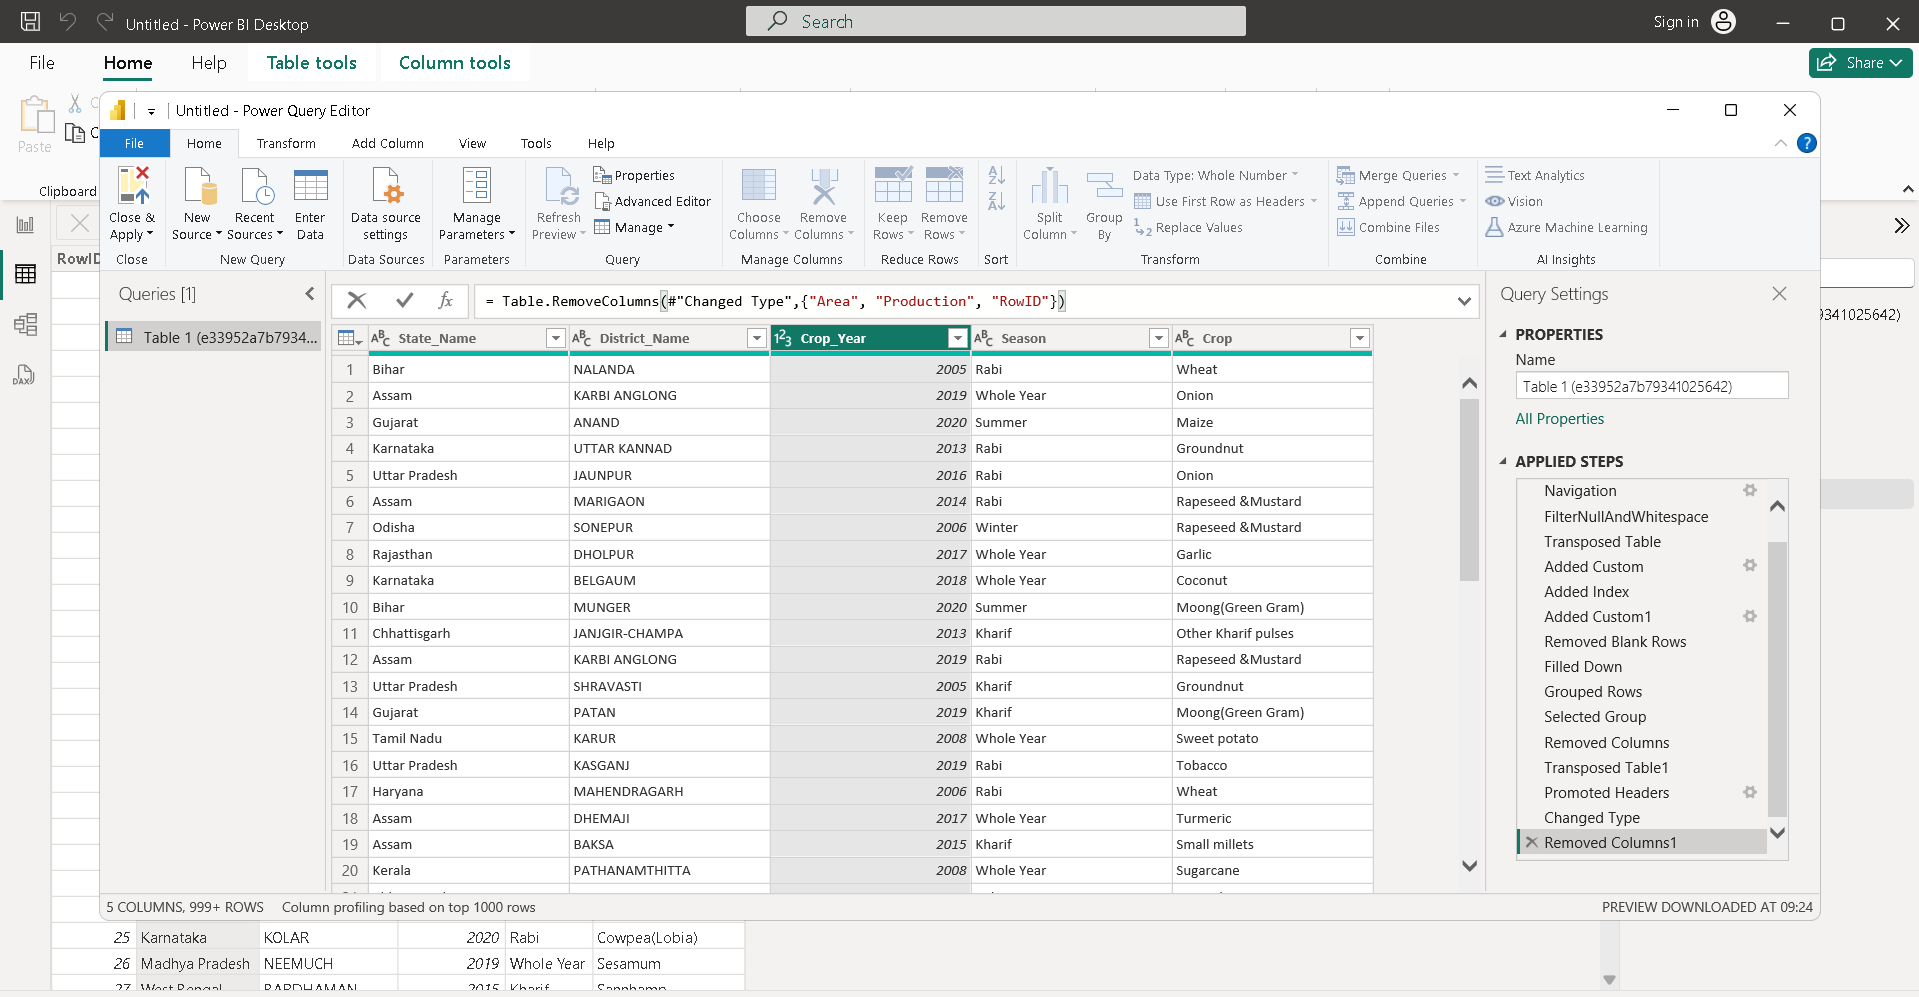 Untitled - Power BI Desktop
Search
Sign in
File
Home
Help
Table tools
Column tools
Share
Paste
Clipboard
Untitled - Power Query Editor
File
Home
Transform
Add Column
View
Tools
Help
Close & Apply
New Source
Recent Sources
Enter Data
Data source settings
Manage Parameters
Refresh Preview
Properties
Advanced Editor
Manage
Choose Columns
Remove Columns
Keep Rows
Remove Rows
Split Column
Group By
Data Type: Whole Number
Use First Row as Headers
Replace Values
Merge Queries
Append Queries
Combine Files
Text Analytics
Vision
Azure Machine Learning
Close
New Query
Data Sources
Parameters
Query
Manage Columns
Reduce Rows
Sort
Transform
Combine
AI Insights
RowID
Queries [1]
Table 1 (e33952a7b7934...
= Table.RemoveColumns(#"Changed Type",{"Area", "Production", "RowID"})
State_Name District_Name Crop_Year Season Crop
1 Bihar NALANDA 2005 Rabi Wheat
2 Assam KARBI ANGLONG 2019 Whole Year Onion
3 Gujarat ANAND 2020 Summer Maize
4 Karnataka UTTAR KANNAD 2013 Rabi Groundnut
5 Uttar Pradesh JAUNPUR 2016 Rabi Onion
6 Assam MARIGAON 2014 Rabi Rapeseed &Mustard
7 Odisha SONEPUR 2006 Winter Rapeseed &Mustard
8 Rajasthan DHOLPUR 2017 Whole Year Garlic
9 Karnataka BELGAUM 2018 Whole Year Coconut
10 Bihar MUNGER 2020 Summer Moong(Green Gram)
11 Chhattisgarh JANJGIR-CHAMPA 2013 Kharif Other Kharif pulses
12 Assam KARBI ANGLONG 2019 Rabi Rapeseed &Mustard
13 Uttar Pradesh SHRAVASTI 2005 Kharif Groundnut
14 Gujarat PATAN 2019 Kharif Moong(Green Gram)
15 Tamil Nadu KARUR 2008 Whole Year Sweet potato
16 Uttar Pradesh KASGANJ 2019 Rabi Tobacco
17 Haryana MAHENDRAGARH 2006 Rabi Wheat
18 Assam DHEMAJI 2017 Whole Year Turmeric
19 Assam BAKSA 2015 Kharif Small millets
20 Kerala PATHANAMTHITTA 2008 Whole Year Sugarcane
Query Settings
PROPERTIES
Name
Table 1 (e33952a7b79341025642)
All Properties
APPLIED STEPS
Navigation
FilterNullAndWhitespace
Transposed Table
Added Custom
Added Index
Added Custom1
Removed Blank Rows
Filled Down
Grouped Rows
Selected Group
Removed Columns
Transposed Table1
Promoted Headers
Changed Type
Removed Columns1
9341025642)
5 COLUMNS, 999+ ROWS
Column profiling based on top 1000 rows
PREVIEW DOWNLOADED AT 09:24
25 Karnataka KOLAR 2020 Rabi Cowpea(Lobia)
26 Madhya Pradesh NEEMUCH 2019 Whole Year Sesamum
27 West Bengal BARDHAMAN 2015 Kharif Sannhamp